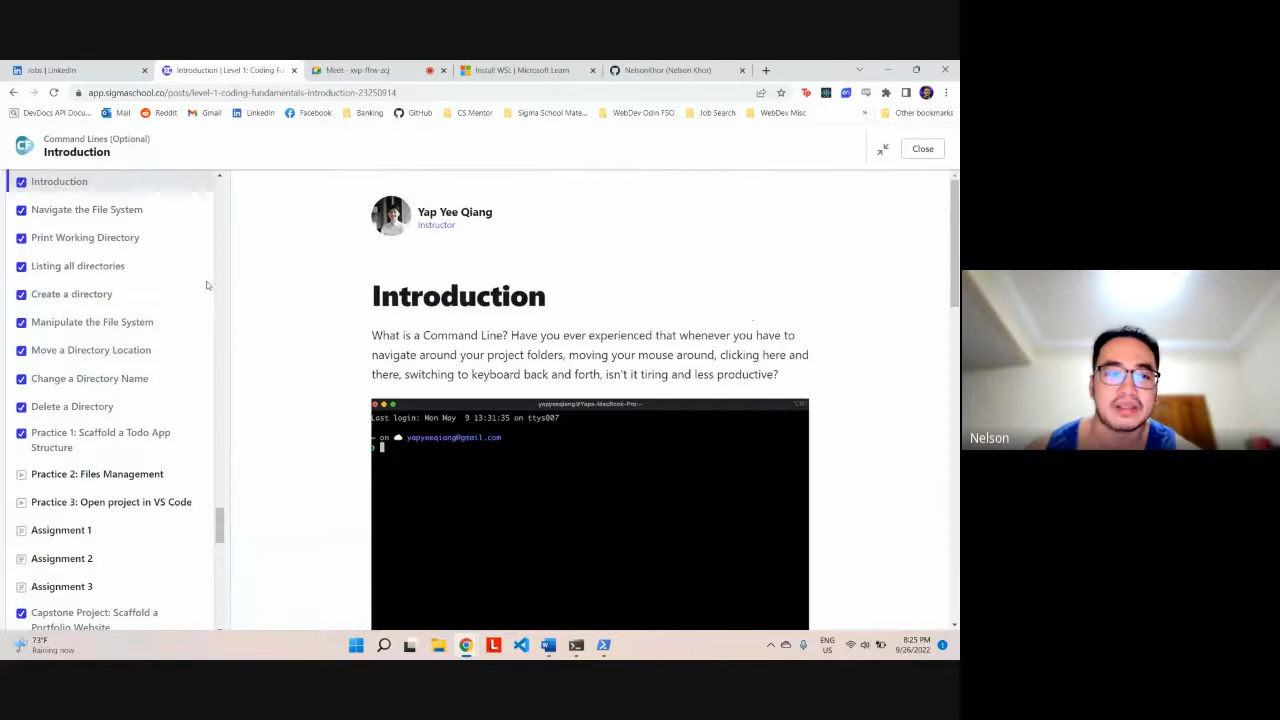 Jobs | LinkedIn
Introduction | Level 1: Coding Fu
Meet - xvp-ffrw-zcj
Install WSL | Microsoft Learn
NelsonKhor (Nelson Khor)
app.sigmaschool.co/posts/level-1-coding-fundamentals-introduction-23250914
DevDocs API Docu...
Mail
Reddit
Gmail
LinkedIn
Facebook
GitHub
Banking
CS Mentor
Sigma School Mate...
WebDev Odin FSO
Job Search
WebDev Misc
»
Other bookmarks
CF
Command Lines (Optional)
Introduction
Close
Introduction
Navigate the File System
Print Working Directory
Listing all directories
Create a directory
Manipulate the File System
Move a Directory Location
Change a Directory Name
Delete a Directory
Practice 1: Scaffold a Todo App
Structure
Practice 2: Files Management
Practice 3: Open project in VS Code
Assignment 1
Assignment 2
Assignment 3
Capstone Project: Scaffold a
Portfolio Website
Yap Yee Qiang
Instructor
Introduction
What is a Command Line? Have you ever experienced that whenever you have to
navigate around your project folders, moving your mouse around, clicking here and
there, switching to keyboard back and forth, isn't it tiring and less productive?
yapyeeqiang@Yaps-MacBook-Pro:~
Last login: Mon May 9 13:31:35 on ttys007
~ on yapyeeqiang@gmail.com
Nelson
73°F
Raining now
ENG
US
8:25 PM
9/26/2022
1